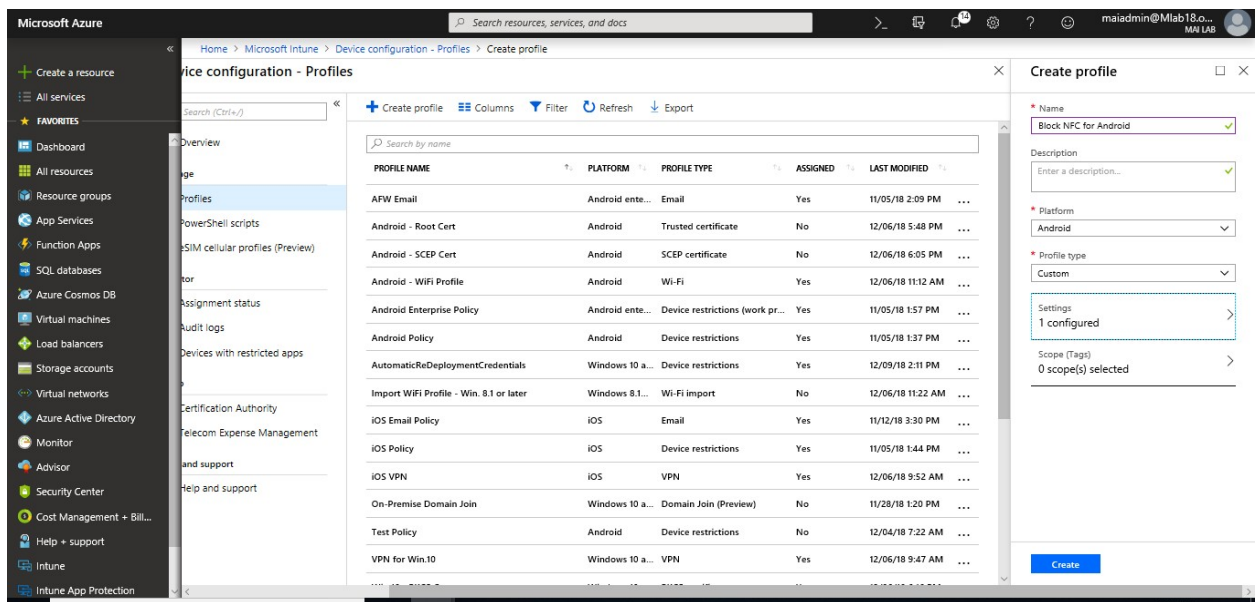 Microsoft Azure
Search resources, services, and docs
14
maiadmin@Mlab18.o...
MAI LAB
Home > Microsoft Intune > Device configuration - Profiles > Create profile
Create a resource
All services
FAVORITES
Dashboard
All resources
Resource groups
App Services
Function Apps
SQL databases
Azure Cosmos DB
Virtual machines
Load balancers
Storage accounts
Virtual networks
Azure Active Directory
Monitor
Advisor
Security Center
Cost Management + Bill...
Help + support
Intune
Intune App Protection
vice configuration - Profiles
Search (Ctrl+/)
Overview
ge
Profiles
PowerShell scripts
eSIM cellular profiles (Preview)
tor
Assignment status
Audit logs
Devices with restricted apps
Certification Authority
Telecom Expense Management
and support
Help and support
Create profile Columns Filter Refresh Export
Search by name
PROFILE NAME PLATFORM PROFILE TYPE ASSIGNED LAST MODIFIED
AFW Email Android ente... Email Yes 11/05/18 2:09 PM ...
Android - Root Cert Android Trusted certificate No 12/06/18 5:48 PM ...
Android - SCEP Cert Android SCEP certificate No 12/06/18 6:05 PM ...
Android - WiFi Profile Android Wi-Fi Yes 12/06/18 11:12 AM ...
Android Enterprise Policy Android ente... Device restrictions (work pr... Yes 11/05/18 1:57 PM ...
Android Policy Android Device restrictions Yes 11/05/18 1:37 PM ...
AutomaticReDeploymentCredentials Windows 10 a... Device restrictions Yes 12/09/18 2:11 PM ...
Import WiFi Profile - Win. 8.1 or later Windows 8.1... Wi-Fi import No 12/06/18 11:22 AM ...
iOS Email Policy iOS Email Yes 11/12/18 3:30 PM ...
iOS Policy iOS Device restrictions Yes 11/05/18 1:44 PM ...
iOS VPN iOS VPN Yes 12/06/18 9:52 AM ...
On-Premise Domain Join Windows 10 a... Domain Join (Preview) No 11/28/18 1:20 PM ...
Test Policy Android Device restrictions No 12/04/18 7:22 AM ...
VPN for Win.10 Windows 10 a... VPN Yes 12/06/18 9:47 AM ...
Create profile
* Name
Block NFC for Android
Description
Enter a description...
* Platform
Android
* Profile type
Custom
Settings
1 configured
Scope (Tags)
0 scope(s) selected
Create